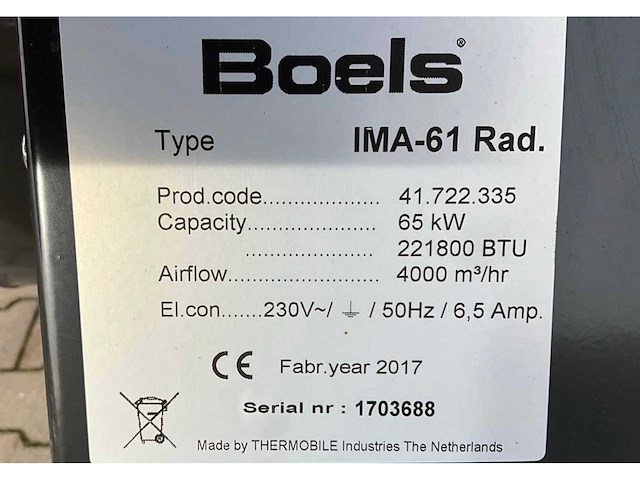 Boels®
Type IMA-61 Rad.
Prod.code.................... 41.722.335
Capacity...................... 65 kW
...................... 221800 BTU
Airflow.......................... 4000 m³/hr
El.con.......230V~/ ⏚ / 50Hz / 6,5 Amp.
CE Fabr.year 2017
Serial nr : 1703688
Made by THERMOBILE Industries The Netherlands